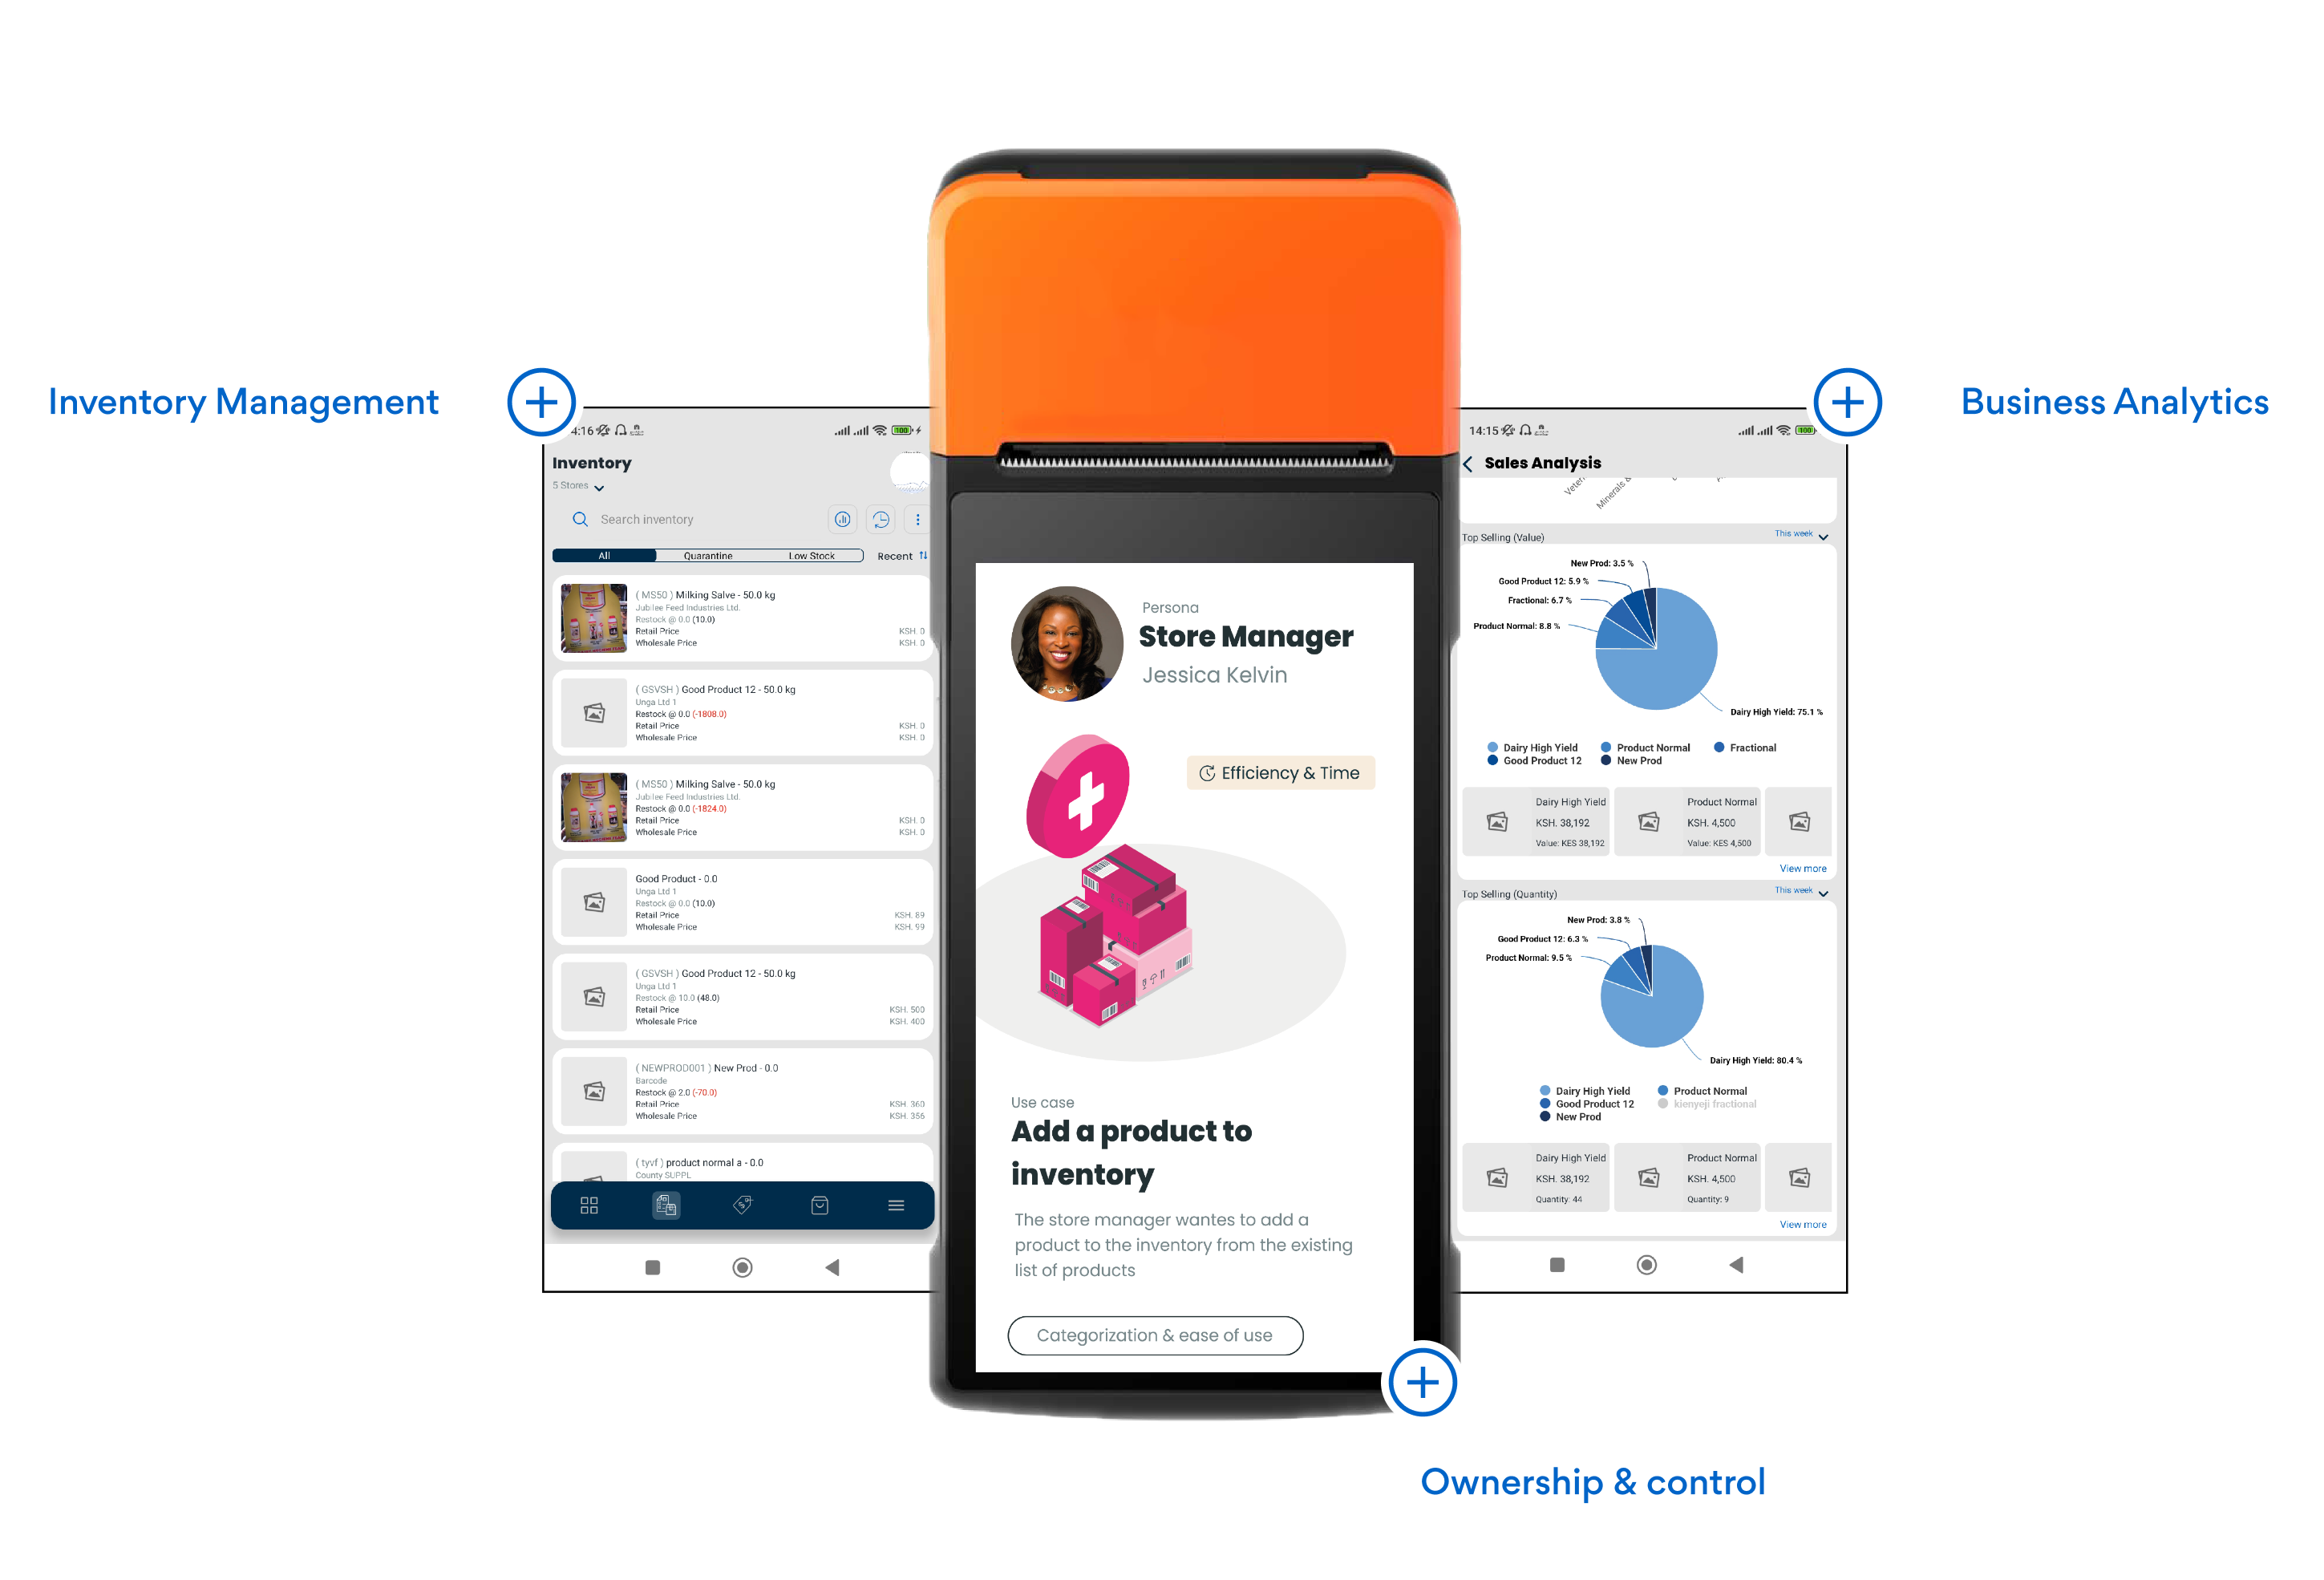 Inventory Management
Business Analytics
4:16
100
Inventory
5 Stores
Search inventory
All
Quarantine
Low Stock
Recent
( MS50 ) Milking Salve - 50.0 kg
Jubilee Feed Industries Ltd.
Restock @ 0.0 (10.0)
Retail Price KSH. 0
Wholesale Price KSH. 0
( GSVSH ) Good Product 12 - 50.0 kg
Unga Ltd 1
Restock @ 0.0 (-1808.0)
Retail Price KSH. 0
Wholesale Price KSH. 0
( MS50 ) Milking Salve - 50.0 kg
Jubilee Feed Industries Ltd.
Restock @ 0.0 (-1824.0)
Retail Price KSH. 0
Wholesale Price KSH. 0
Good Product - 0.0
Unga Ltd 1
Restock @ 0.0 (10.0)
Retail Price KSH. 89
Wholesale Price KSH. 99
( GSVSH ) Good Product 12 - 50.0 kg
Unga Ltd 1
Restock @ 10.0 (48.0)
Retail Price KSH. 500
Wholesale Price KSH. 400
( NEWPROD001 ) New Prod - 0.0
Barcode
Restock @ 2.0 (-70.0)
Retail Price KSH. 360
Wholesale Price KSH. 356
( tyvf ) product normal a - 0.0
County SUPPL
Persona
Store Manager
Jessica Kelvin
Efficiency & Time
Use case
Add a product to
inventory
The store manager wantes to add a
product to the inventory from the existing
list of products
Categorization & ease of use
14:15
100
Sales Analysis
Minerals &
Top Selling (Value)
This week
New Prod: 3.5 %
Good Product 12: 5.9 %
Fractional: 6.7 %
Product Normal: 8.8 %
Dairy High Yield: 75.1 %
Dairy High Yield Product Normal Fractional
Good Product 12 New Prod
Dairy High Yield
KSH. 38,192
Value: KES 38,192
Product Normal
KSH. 4,500
Value: KES 4,500
View more
Top Selling (Quantity)
This week
New Prod: 3.8 %
Good Product 12: 6.3 %
Product Normal: 9.5 %
Dairy High Yield: 80.4 %
Dairy High Yield Product Normal
Good Product 12 kienyeji fractional
New Prod
Dairy High Yield
KSH. 38,192
Quantity: 44
Product Normal
KSH. 4,500
Quantity: 9
View more
Ownership & control